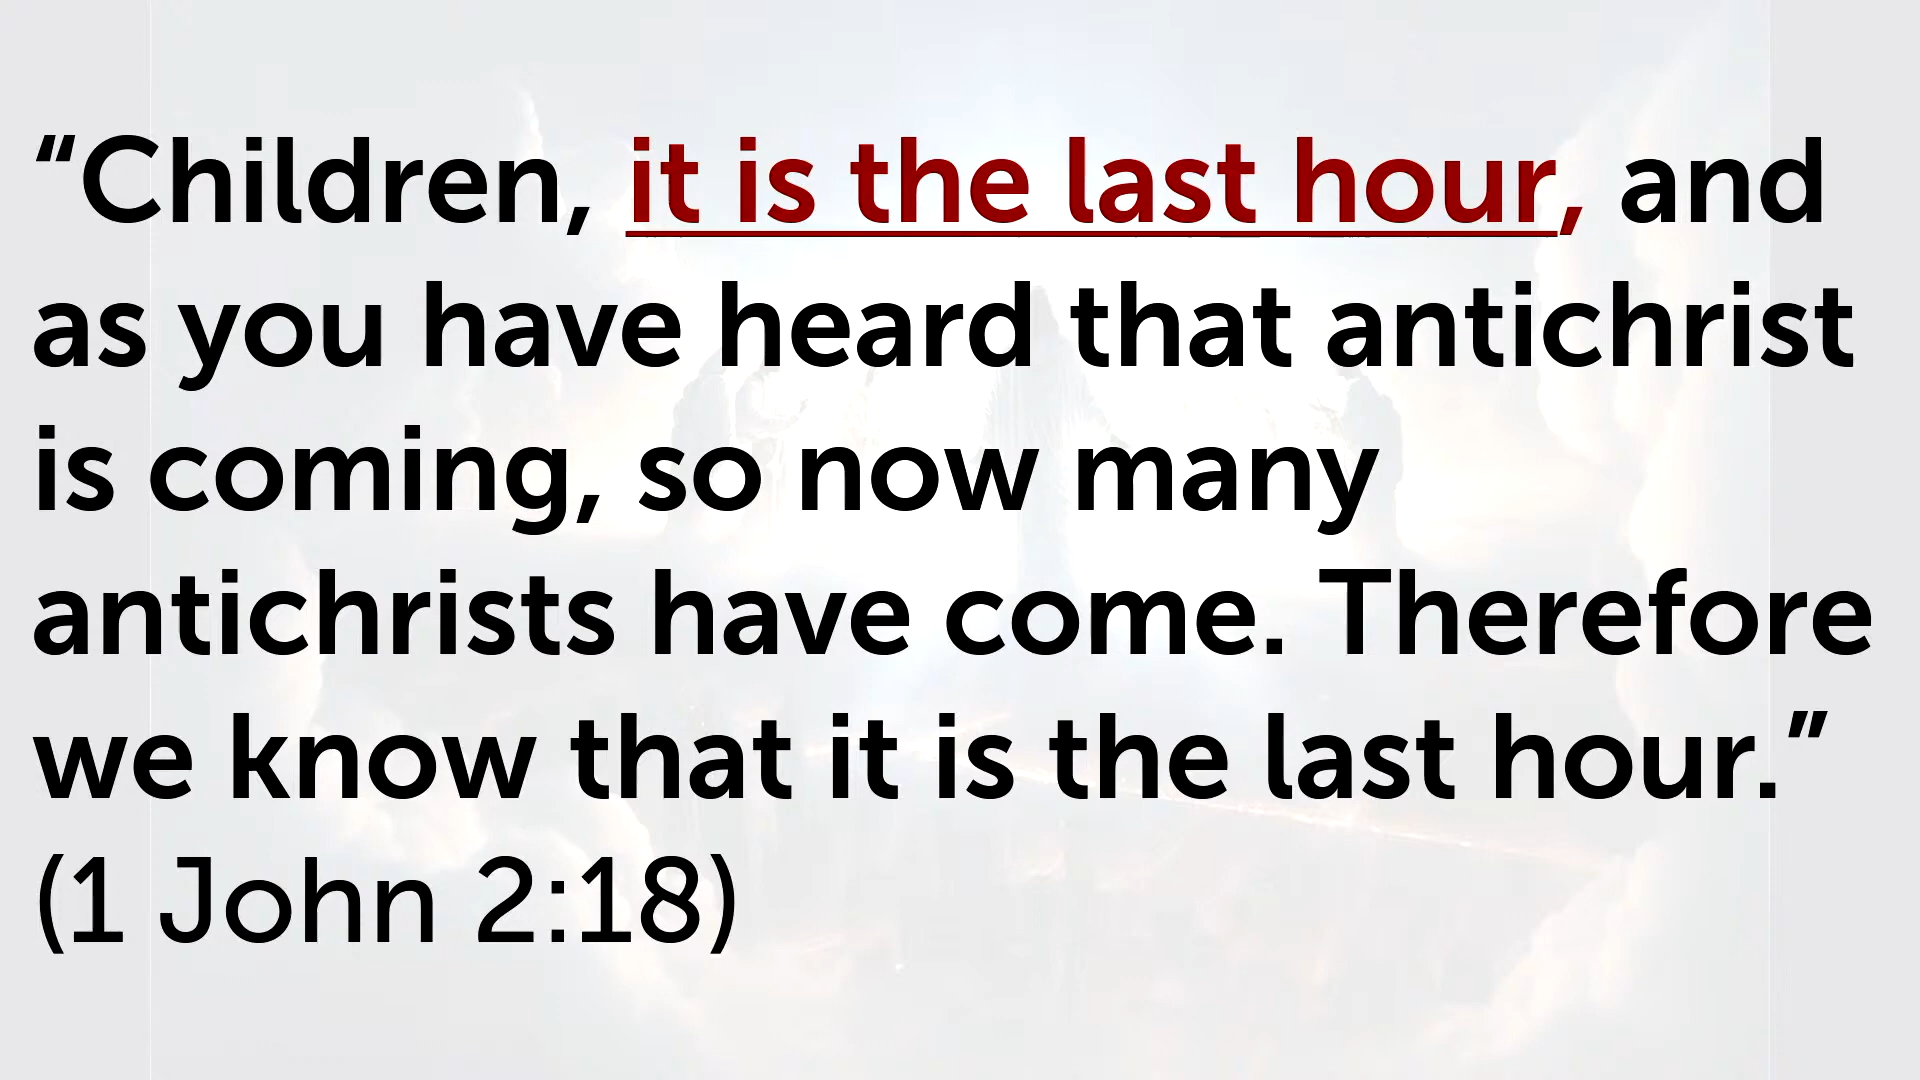 “Children, it is the last hour, and
as you have heard that antichrist
is coming, so now many
antichrists have come. Therefore
we know that it is the last hour.”
(1 John 2:18)